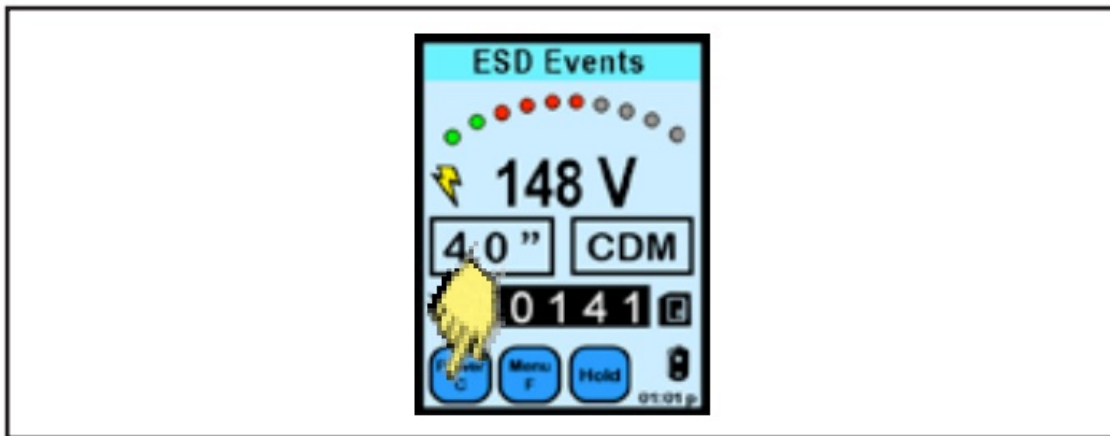 ESD Events
148 V
4.0 ” CDM
0141
C
Menu
F
Hold
01:01 p